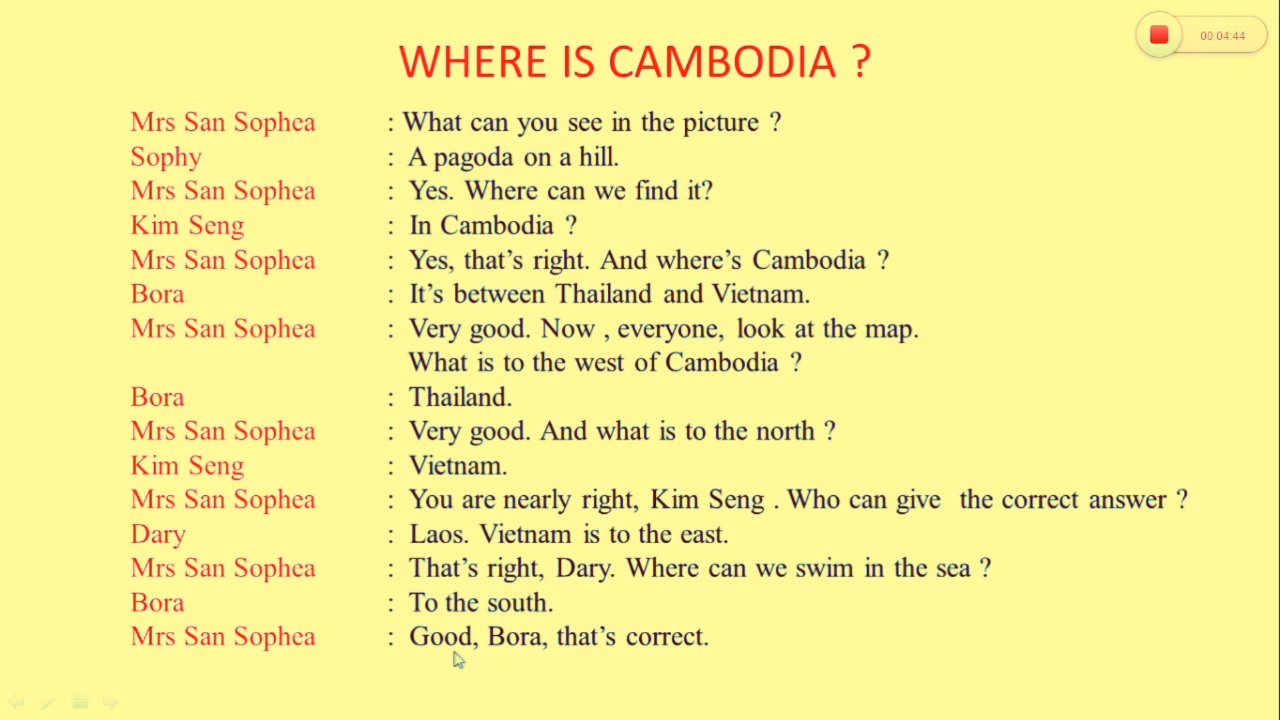 00:04:44
WHERE IS CAMBODIA ?
Mrs San Sophea : What can you see in the picture ?
Sophy : A pagoda on a hill.
Mrs San Sophea : Yes. Where can we find it?
Kim Seng : In Cambodia ?
Mrs San Sophea : Yes, that’s right. And where’s Cambodia ?
Bora : It’s between Thailand and Vietnam.
Mrs San Sophea : Very good. Now , everyone, look at the map.
What is to the west of Cambodia ?
Bora : Thailand.
Mrs San Sophea : Very good. And what is to the north ?
Kim Seng : Vietnam.
Mrs San Sophea : You are nearly right, Kim Seng . Who can give the correct answer ?
Dary : Laos. Vietnam is to the east.
Mrs San Sophea : That’s right, Dary. Where can we swim in the sea ?
Bora : To the south.
Mrs San Sophea : Good, Bora, that’s correct.